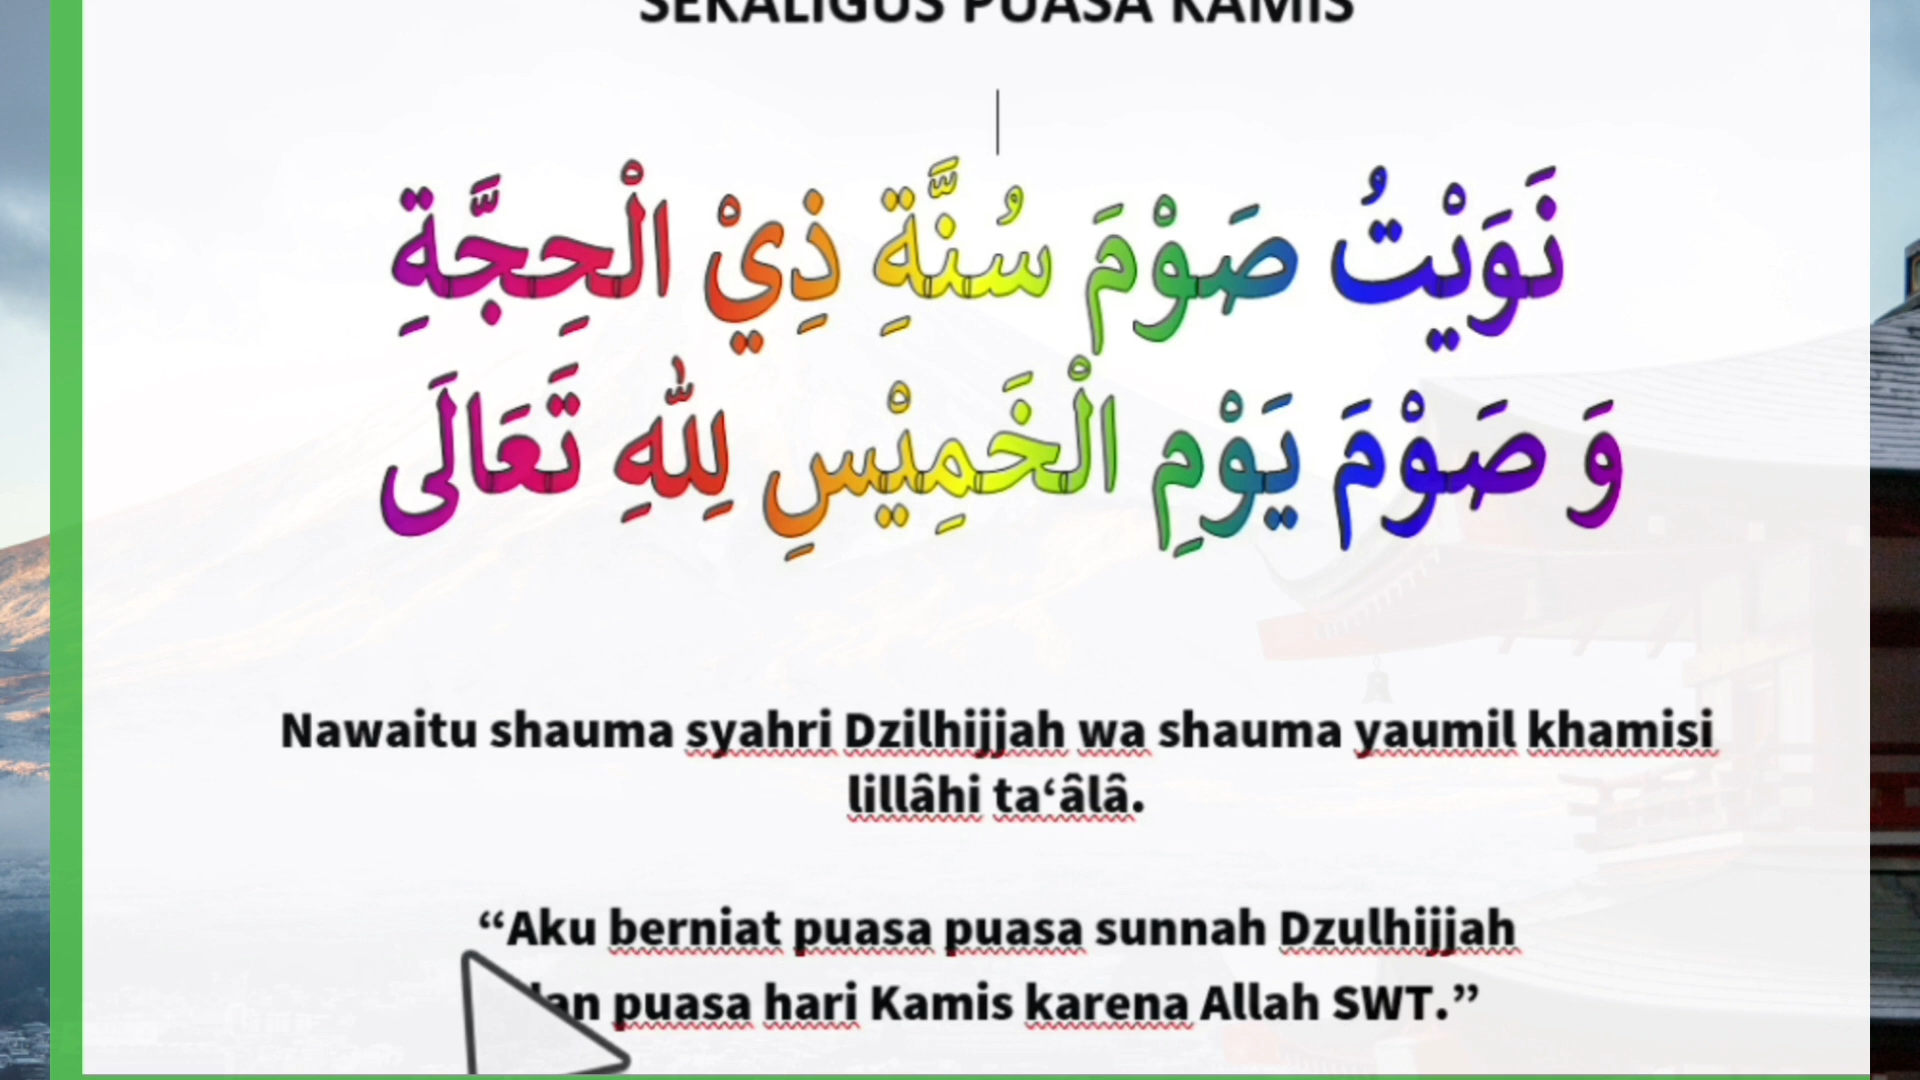 SEKALIGUS PUASA KAMIS
نَوَيْتُ صَوْمَ سُنَّةِ ذِيْ الْحِجَّةِ
وَ صَوْمَ يَوْمِ الْخَمِيْسِ لِلّٰهِ تَعَالَى
Nawaitu shauma syahri Dzilhijjah wa shauma yaumil khamisi
lillâhi ta‘âlâ.
“Aku berniat puasa puasa sunnah Dzulhijjah
dan puasa hari Kamis karena Allah SWT.”